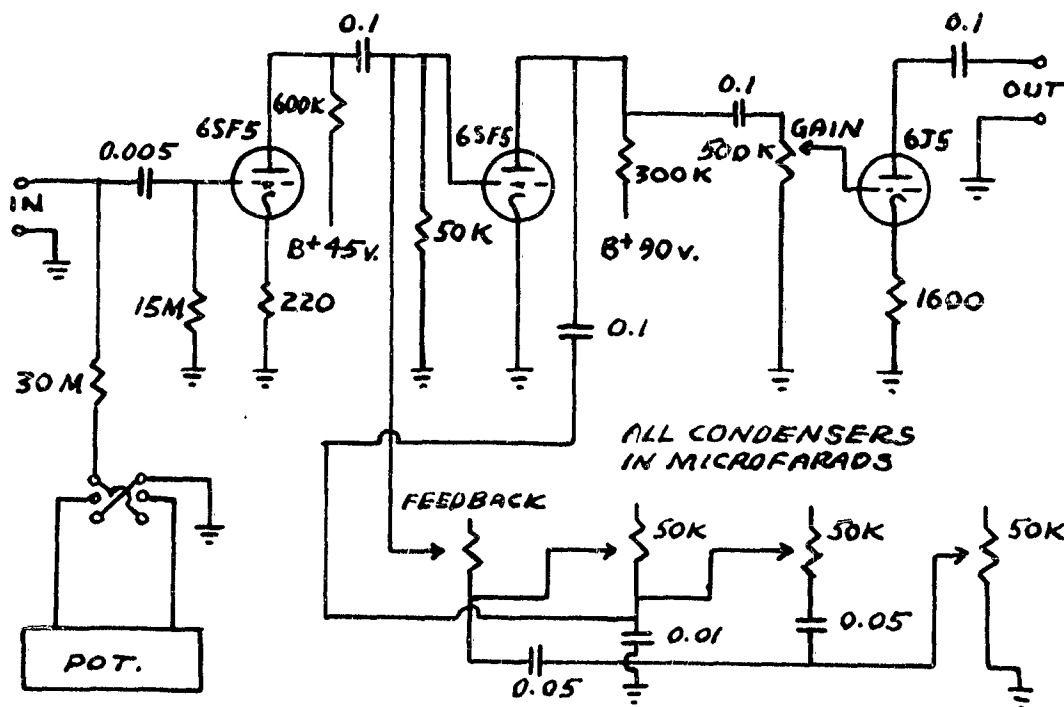 0.1
0.1
600K
0.1
OUT
6SF5
6SF5
GAIN
6J5
0.005
500K
300K
IN
50K
B+ 45V.
B+ 90V.
15M
220
1600
0.1
30M
ALL CONDENSERS
IN MICROFARADS
FEEDBACK
50K
50K
50K
0.01
0.05
POT.
0.05